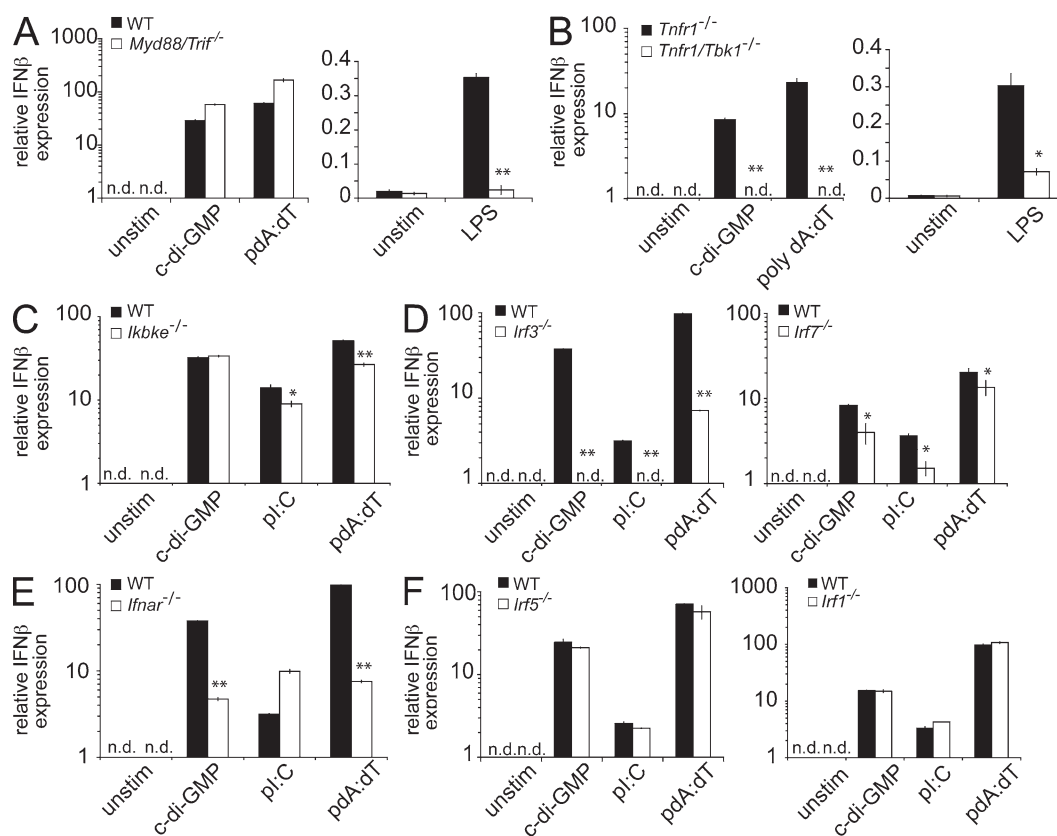 A
WT
Myd88/Trif-/-
relative IFNβ
expression
1000
100
10
1
n.d. n.d.
unstim
c-di-GMP
pdA:dT
0.4
0.3
0.2
0.1
0
**
unstim
LPS
B
Tnfr1-/-
Tnfr1/Tbk1-/-
relative IFNβ
expression
100
10
1
** **
n.d. n.d. n.d. n.d.
unstim
c-di-GMP
poly dA:dT
0.4
0.3
0.2
0.1
0
*
unstim
LPS
C
WT
Ikbke-/-
relative IFNβ
expression
100
10
1
* **
n.d. n.d.
unstim
c-di-GMP
pI:C
pdA:dT
D
WT
Irf3-/-
relative IFNβ
expression
100
10
1
** ** **
n.d. n.d. n.d. n.d.
unstim
c-di-GMP
pI:C
pdA:dT
WT
Irf7-/-
100
10
1
* * *
n.d. n.d.
unstim
c-di-GMP
pI:C
pdA:dT
E
WT
Ifnar-/-
relative IFNβ
expression
100
10
1
** **
n.d. n.d.
unstim
c-di-GMP
pI:C
pdA:dT
F
WT
Irf5-/-
relative IFNβ
expression
100
10
1
n.d. n.d.
unstim
c-di-GMP
pI:C
pdA:dT
WT
Irf1-/-
1000
100
10
1
n.d. n.d.
unstim
c-di-GMP
pI:C
pdA:dT